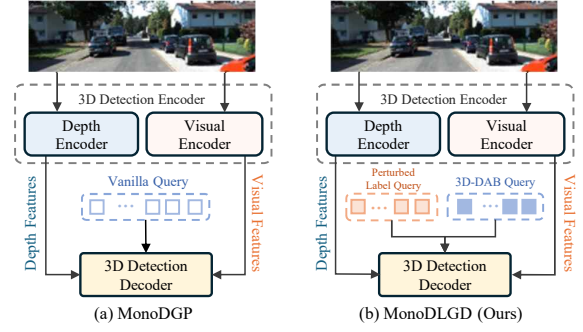 3D Detection Encoder
Depth
Encoder
Visual
Encoder
Depth Features
Vanilla Query
...
Visual Features
3D Detection
Decoder
(a) MonoDGP
3D Detection Encoder
Depth
Encoder
Visual
Encoder
Depth Features
Perturbed
Label Query
...
3D-DAB Query
...
Visual Features
3D Detection
Decoder
(b) MonoDLGD (Ours)